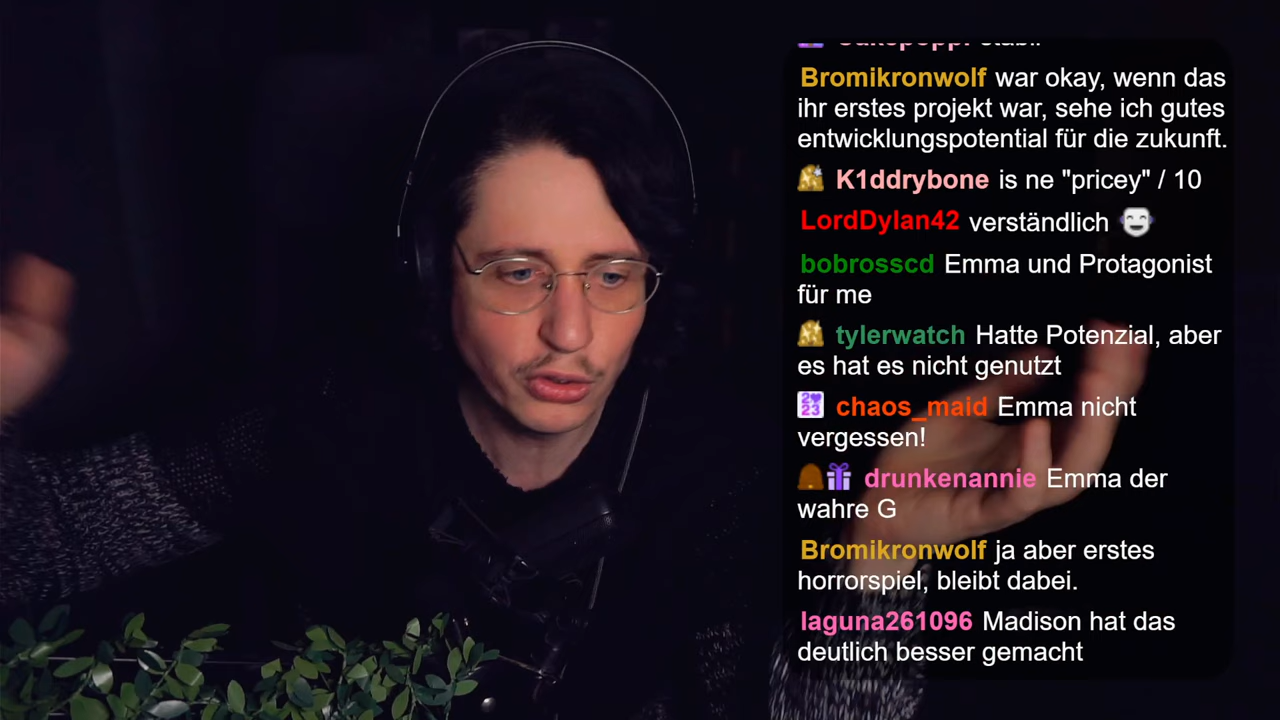 Bromikronwolf war okay, wenn das
ihr erstes projekt war, sehe ich gutes
entwicklungspotential für die zukunft.
K1ddrybone is ne "pricey" / 10
LordDylan42 verständlich
bobrosscd Emma und Protagonist
für me
tylerwatch Hatte Potenzial, aber
es hat es nicht genutzt
chaos_maid Emma nicht
vergessen!
drunkenannie Emma der
wahre G
Bromikronwolf ja aber erstes
horrorspiel, bleibt dabei.
laguna261096 Madison hat das
deutlich besser gemacht